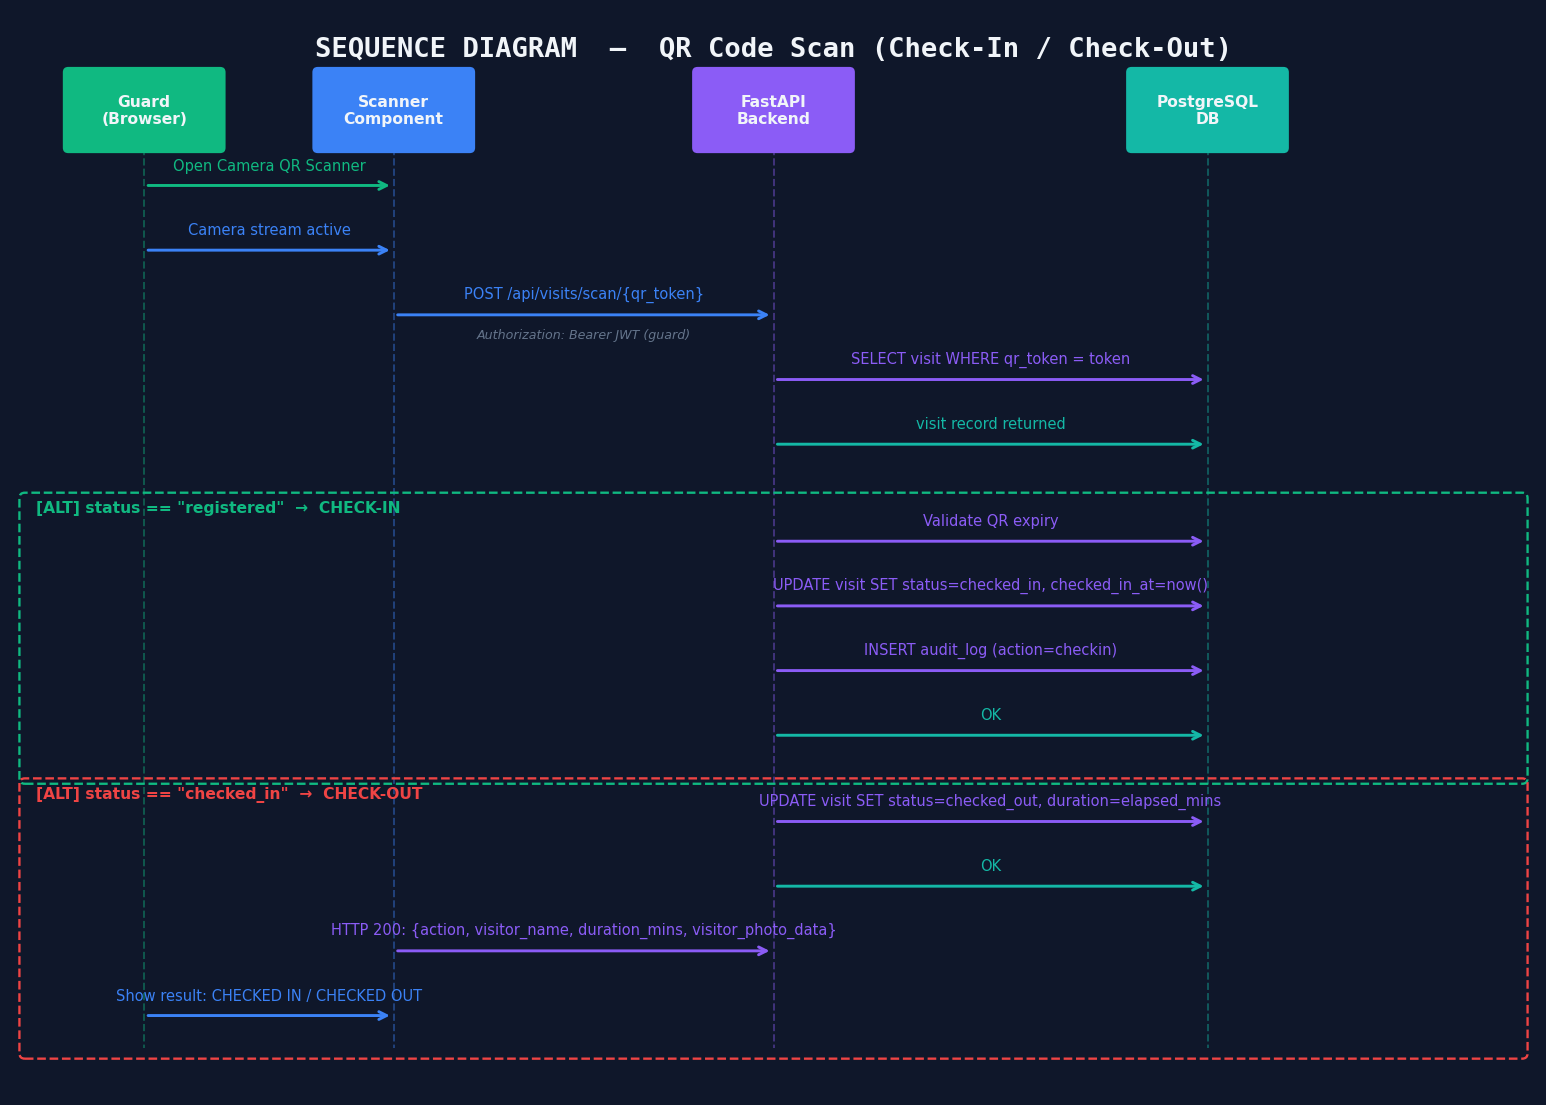 SEQUENCE DIAGRAM — QR Code Scan (Check-In / Check-Out)
Guard
(Browser)
Scanner
Component
FastAPI
Backend
PostgreSQL
DB
Open Camera QR Scanner
Camera stream active
POST /api/visits/scan/{qr_token}
Authorization: Bearer JWT (guard)
SELECT visit WHERE qr_token = token
visit record returned
[ALT] status == "registered" → CHECK-IN
Validate QR expiry
UPDATE visit SET status=checked_in, checked_in_at=now()
INSERT audit_log (action=checkin)
OK
[ALT] status == "checked_in" → CHECK-OUT
UPDATE visit SET status=checked_out, duration=elapsed_mins
OK
HTTP 200: {action, visitor_name, duration_mins, visitor_photo_data}
Show result: CHECKED IN / CHECKED OUT